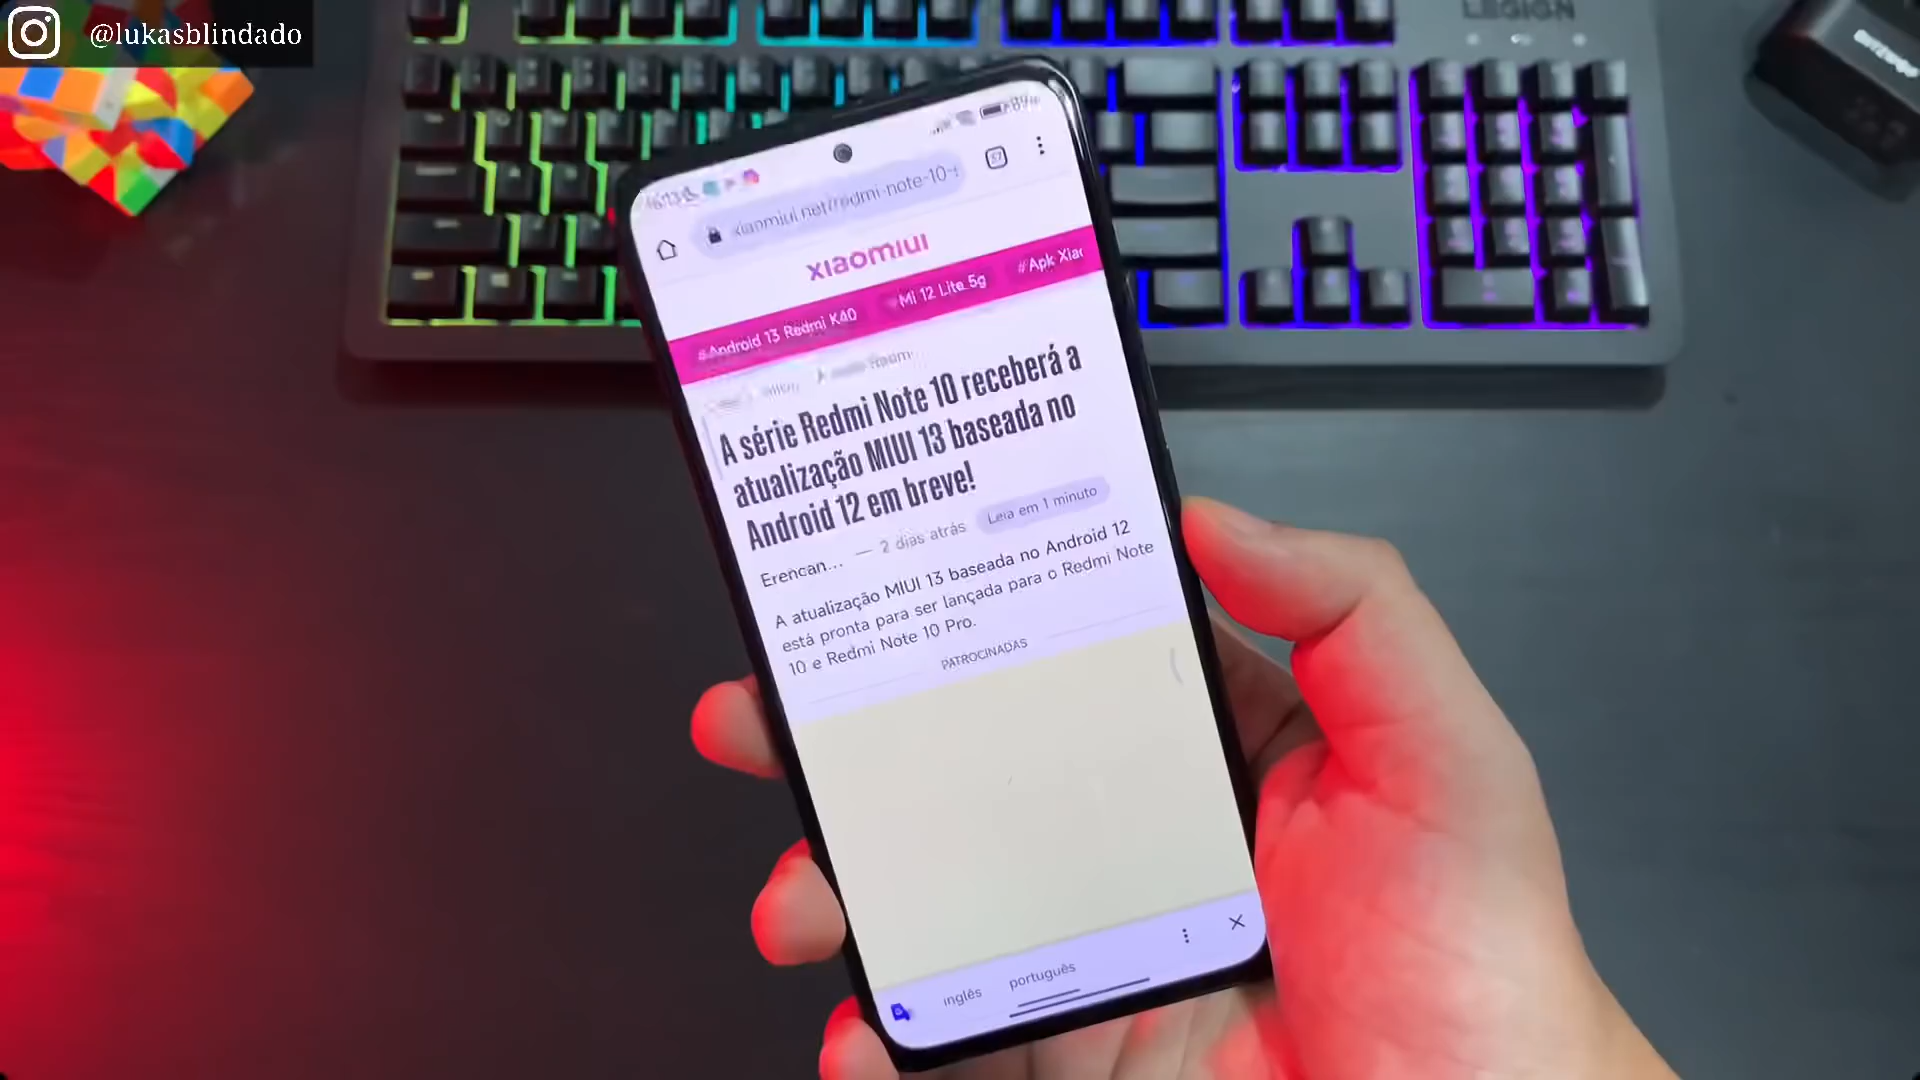 @lukasblindado
LEGION
xiaomiui.net/redmi-note-10-s
57
xiaomiui
#Android 13 Redmi K40
Mi 12 Lite 5g
#Apk Xiar
A série Redmi Note 10 receberá a
atualização MIUI 13 baseada no
Android 12 em breve!
Erencan... — 2 dias atrás
Leia em 1 minuto
A atualização MIUI 13 baseada no Android 12
está pronta para ser lançada para o Redmi Note
10 e Redmi Note 10 Pro.
PATROCINADAS
inglês
português